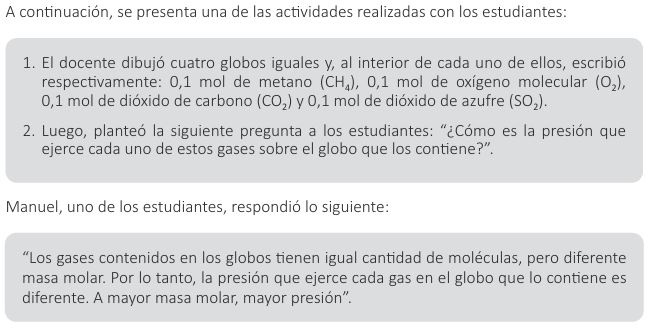 A continuación, se presenta una de las actividades realizadas con los estudiantes:
1. El docente dibujó cuatro globos iguales y, al interior de cada uno de ellos, escribió
respectivamente: 0,1 mol de metano (CH₄), 0,1 mol de oxígeno molecular (O₂),
0,1 mol de dióxido de carbono (CO₂) y 0,1 mol de dióxido de azufre (SO₂).
2. Luego, planteó la siguiente pregunta a los estudiantes: “¿Cómo es la presión que
ejerce cada uno de estos gases sobre el globo que los contiene?”.
Manuel, uno de los estudiantes, respondió lo siguiente:
“Los gases contenidos en los globos tienen igual cantidad de moléculas, pero diferente
masa molar. Por lo tanto, la presión que ejerce cada gas en el globo que lo contiene es
diferente. A mayor masa molar, mayor presión”.